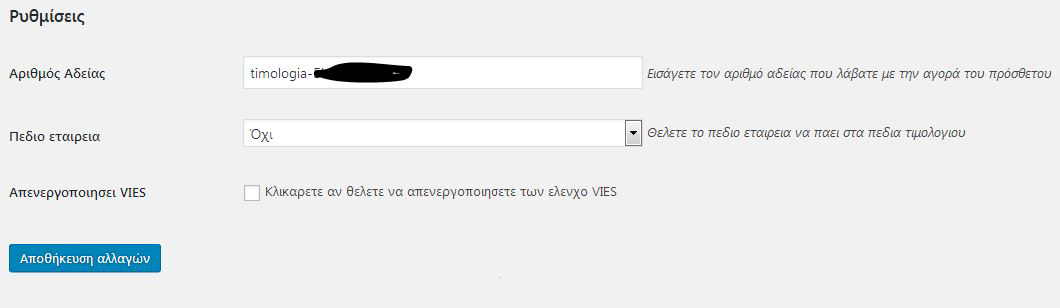 Ρυθμίσεις
Αριθμός Αδείας timologia- Εισάγετε τον αριθμό αδείας που λάβατε με την αγορά του πρόσθετου
Πεδιο εταιρεια Όχι Θελετε το πεδιο εταιρεια να παει στα πεδια τιμολογιου
Απενεργοποιησει VIES Κλικαρετε αν θελετε να απενεργοποιησετε των ελενχο VIES
Αποθήκευση αλλαγών